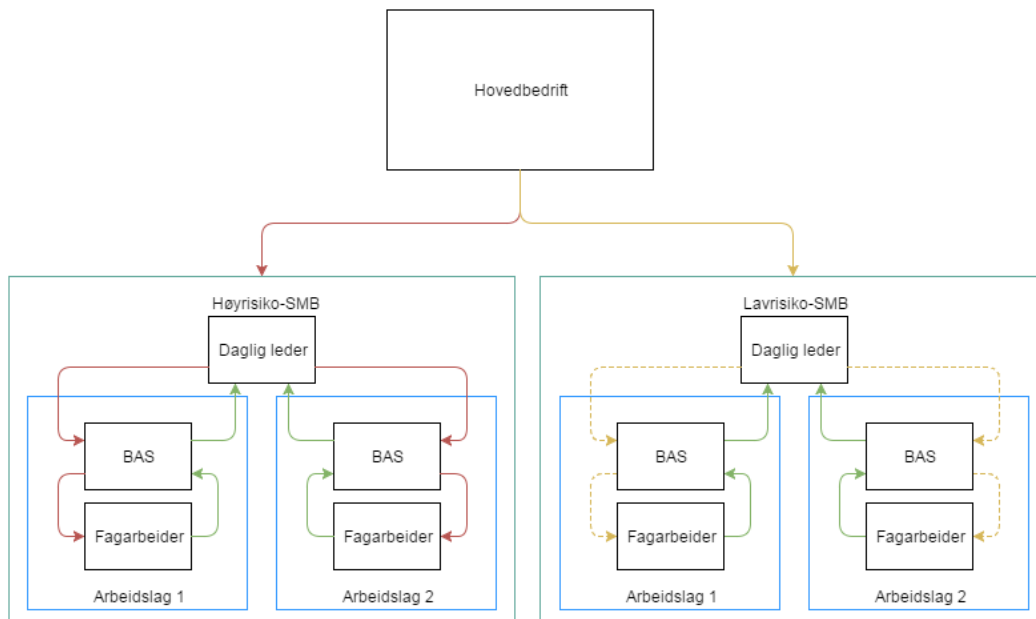 Hovedbedrift
Høyrisiko-SMB
Daglig leder
BAS
Fagarbeider
Arbeidslag 1
BAS
Fagarbeider
Arbeidslag 2
Lavrisiko-SMB
Daglig leder
BAS
Fagarbeider
Arbeidslag 1
BAS
Fagarbeider
Arbeidslag 2